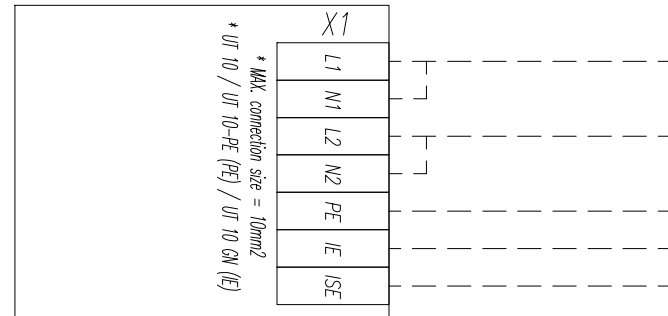 X1
L1
N1
L2
N2
PE
IE
ISE
* MAX. connection size = 10mm2
* UT 10 / UT 10-PE (PE) / UT 10 GN (IE)